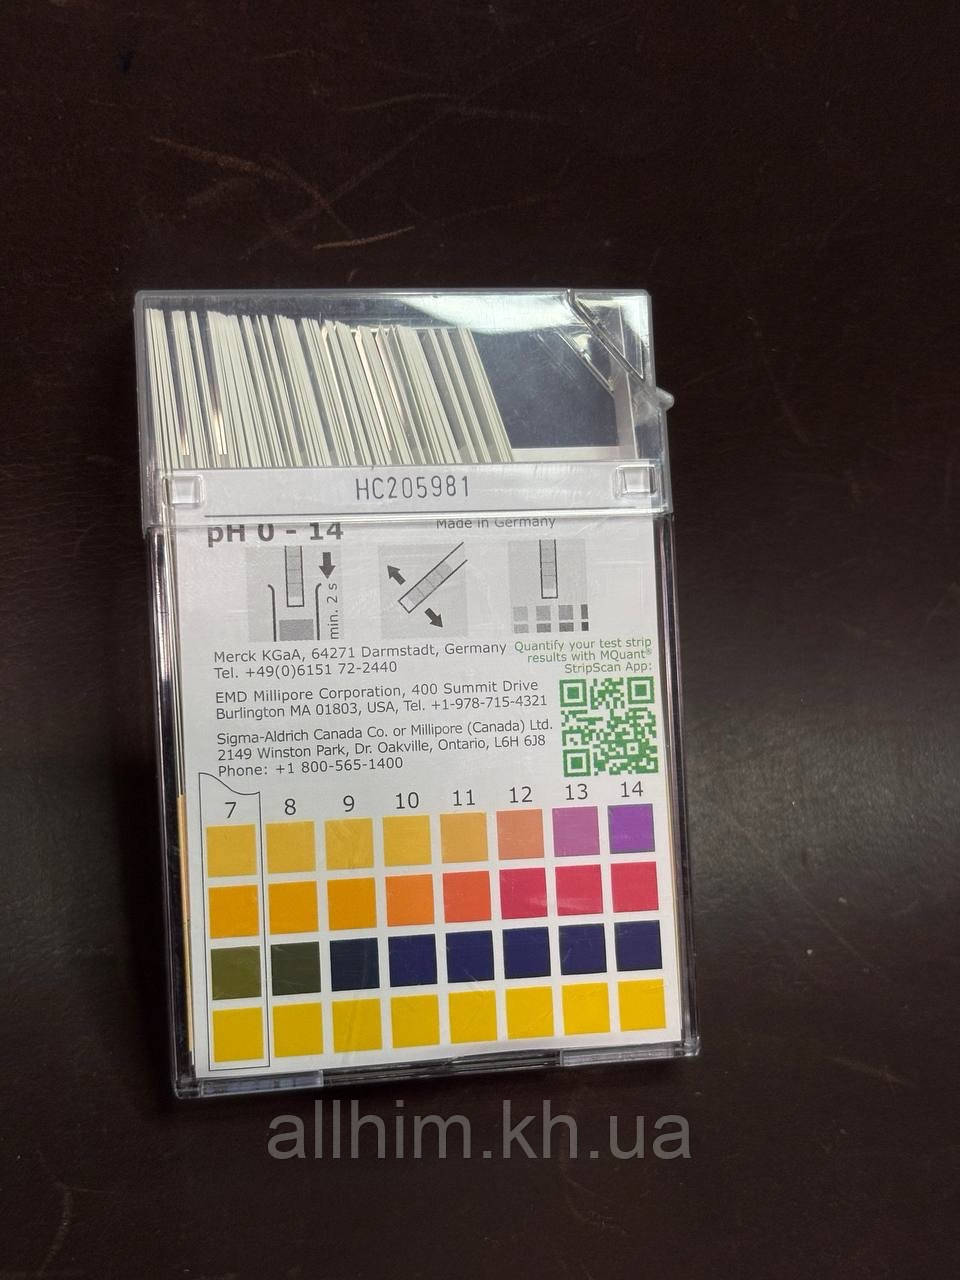 HC205981
pH 0 - 14
Made in Germany
min. 2 s
Merck KGaA, 64271 Darmstadt, Germany
Tel. +49(0)6151 72-2440
Quantify your test strip
results with MQuant®
StripScan App:
EMD Millipore Corporation, 400 Summit Drive
Burlington MA 01803, USA, Tel. +1-978-715-4321
Sigma-Aldrich Canada Co. or Millipore (Canada) Ltd.
2149 Winston Park, Dr. Oakville, Ontario, L6H 6J8
Phone: +1 800-565-1400
7 8 9 10 11 12 13 14
allhim.kh.ua